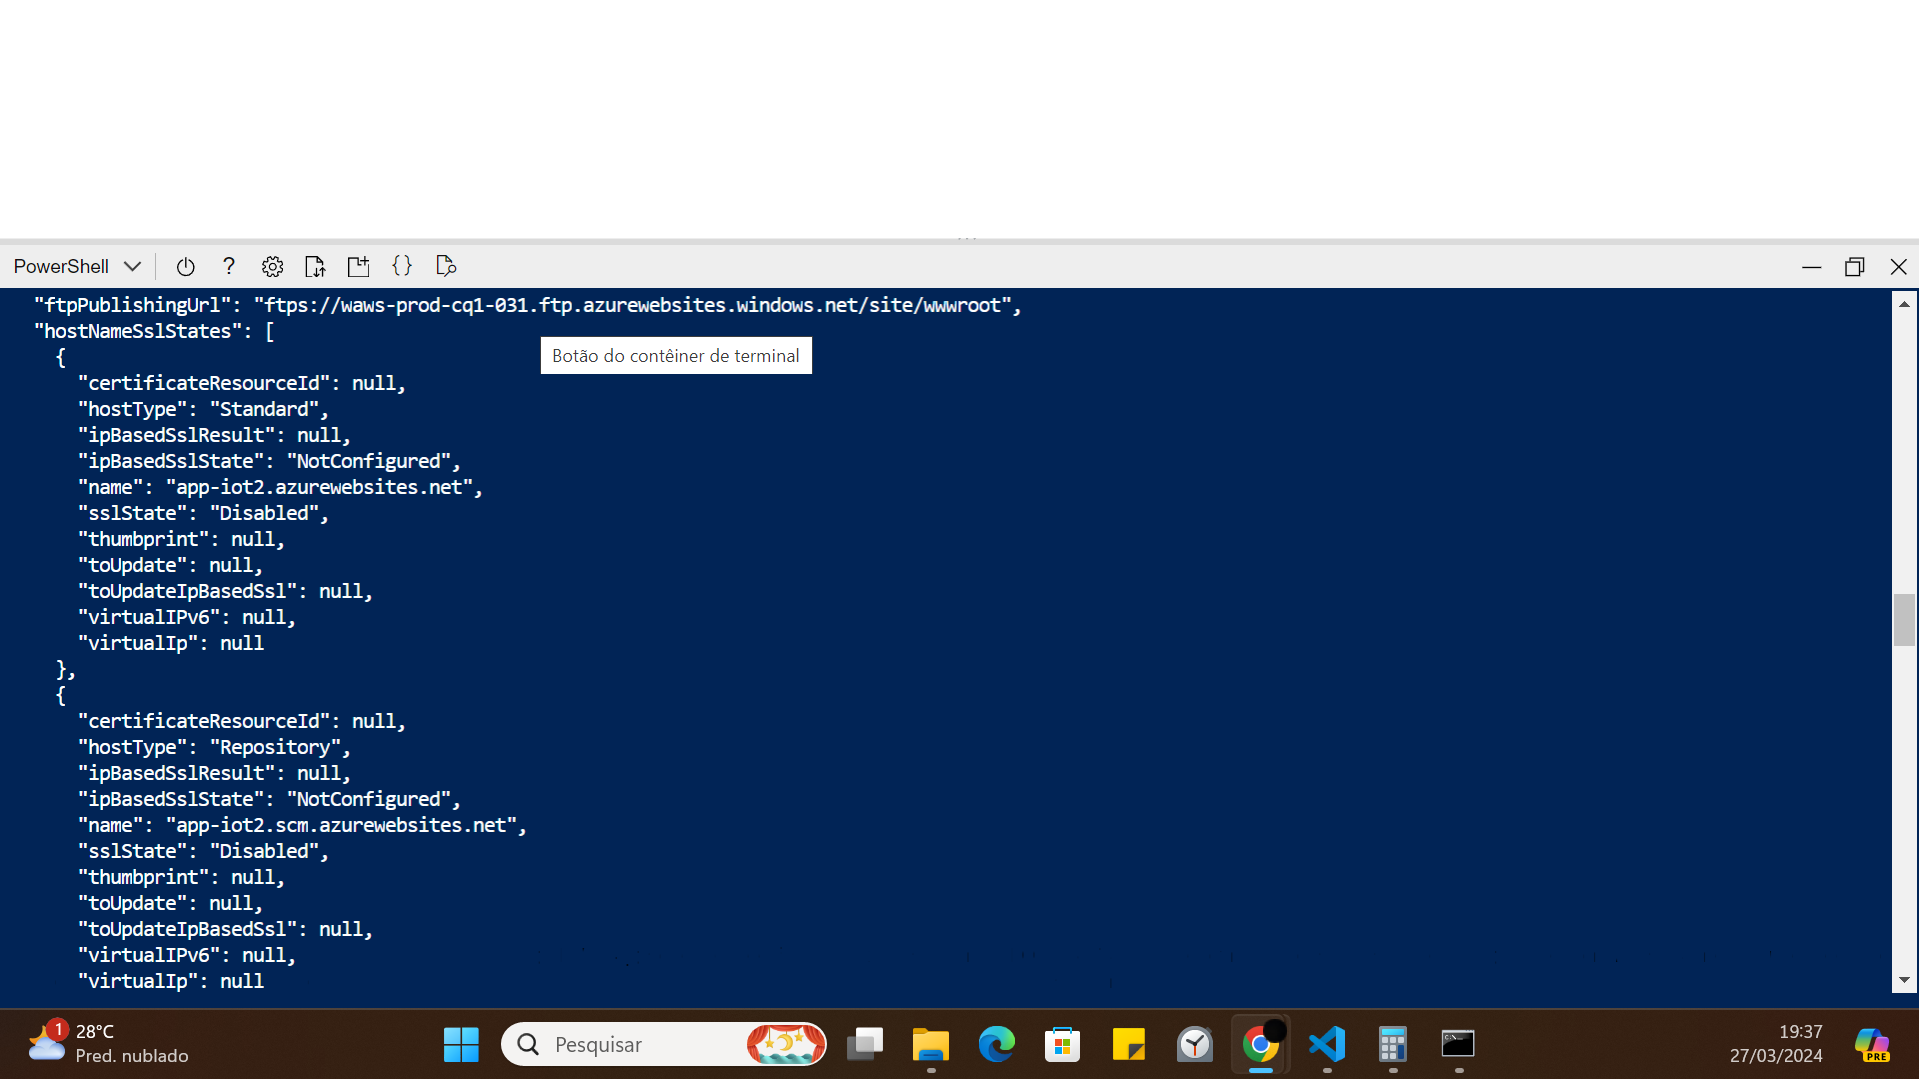 PowerShell
"ftpPublishingUrl": "ftps://waws-prod-cq1-031.ftp.azurewebsites.windows.net/site/wwwroot",
"hostNameSslStates": [
Botão do contêiner de terminal
{
"certificateResourceId": null,
"hostType": "Standard",
"ipBasedSslResult": null,
"ipBasedSslState": "NotConfigured",
"name": "app-iot2.azurewebsites.net",
"sslState": "Disabled",
"thumbprint": null,
"toUpdate": null,
"toUpdateIpBasedSsl": null,
"virtualIPv6": null,
"virtualIp": null
},
{
"certificateResourceId": null,
"hostType": "Repository",
"ipBasedSslResult": null,
"ipBasedSslState": "NotConfigured",
"name": "app-iot2.scm.azurewebsites.net",
"sslState": "Disabled",
"thumbprint": null,
"toUpdate": null,
"toUpdateIpBasedSsl": null,
"virtualIPv6": null,
"virtualIp": null
1
28°C
Pred. nublado
Pesquisar
19:37
27/03/2024
PRE